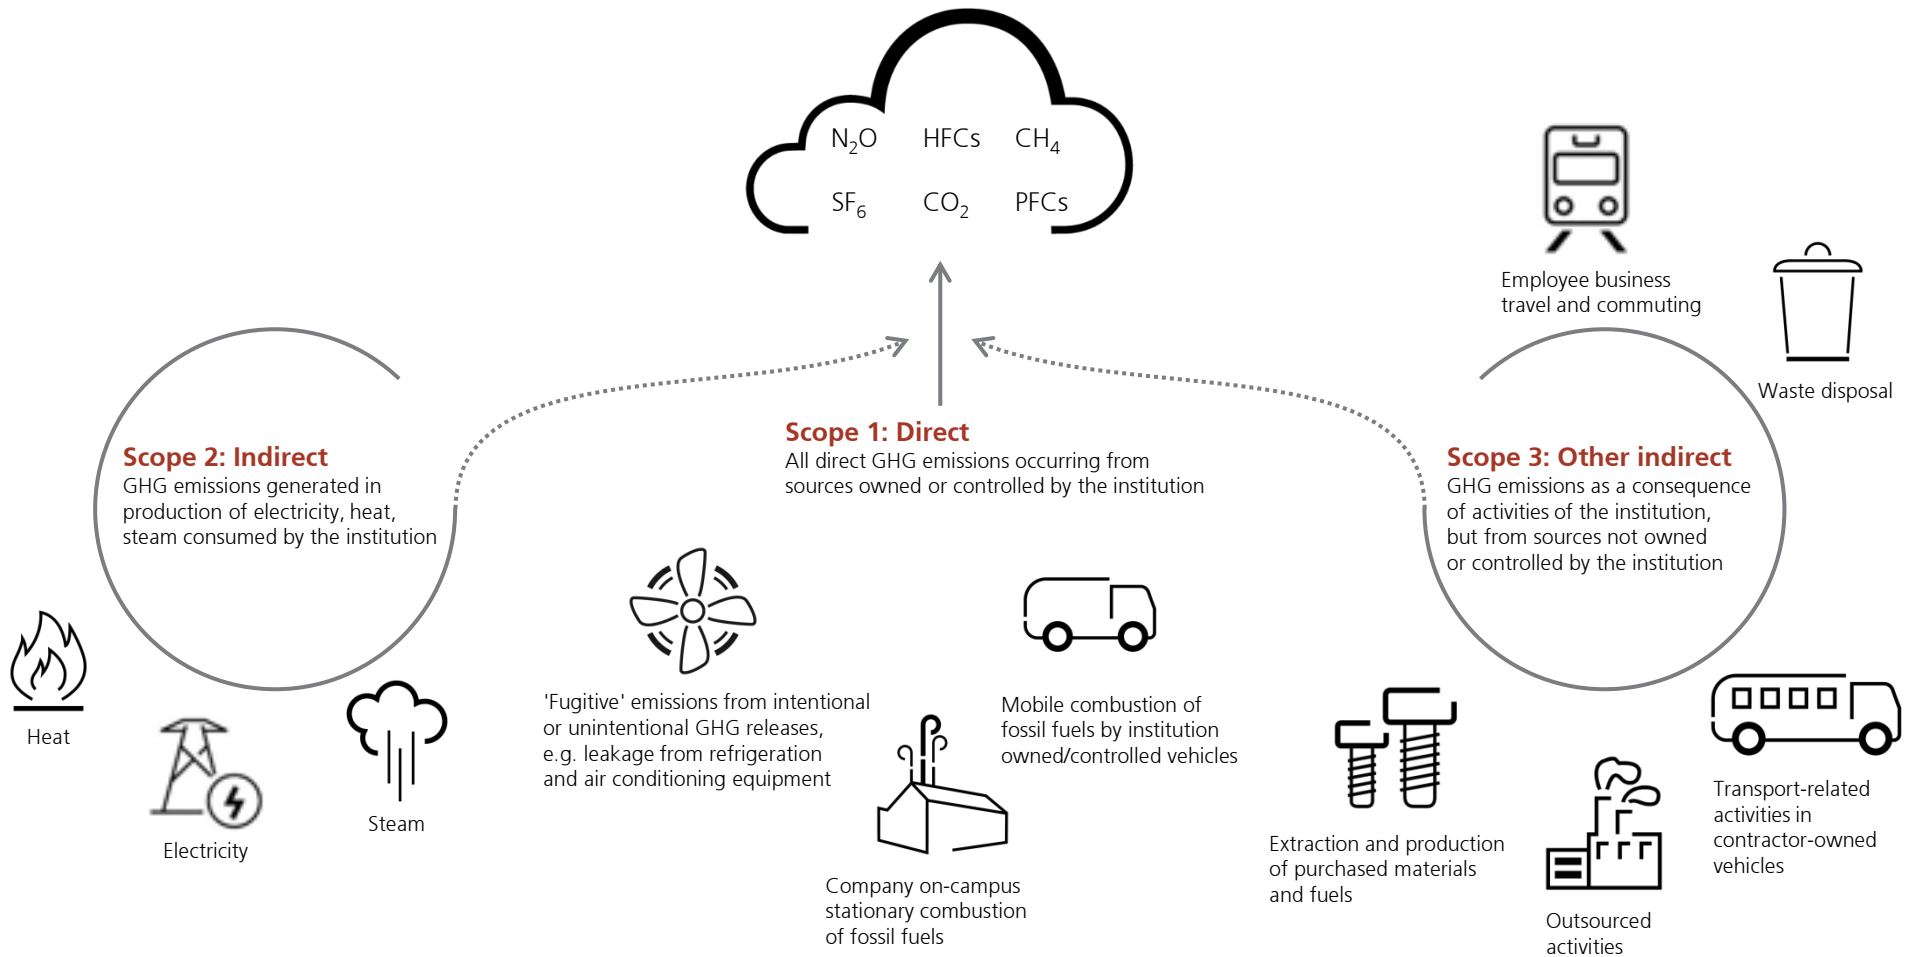 N₂O HFCs CH₄
SF₆ CO₂ PFCs
Scope 2: Indirect
GHG emissions generated in
production of electricity, heat,
steam consumed by the institution
Heat
Electricity
Steam
Scope 1: Direct
All direct GHG emissions occurring from
sources owned or controlled by the institution
'Fugitive' emissions from intentional
or unintentional GHG releases,
e.g. leakage from refrigeration
and air conditioning equipment
Company on-campus
stationary combustion
of fossil fuels
Mobile combustion of
fossil fuels by institution
owned/controlled vehicles
Employee business
travel and commuting
Waste disposal
Scope 3: Other indirect
GHG emissions as a consequence
of activities of the institution,
but from sources not owned
or controlled by the institution
Extraction and production
of purchased materials
and fuels
Outsourced
activities
Transport-related
activities in
contractor-owned
vehicles